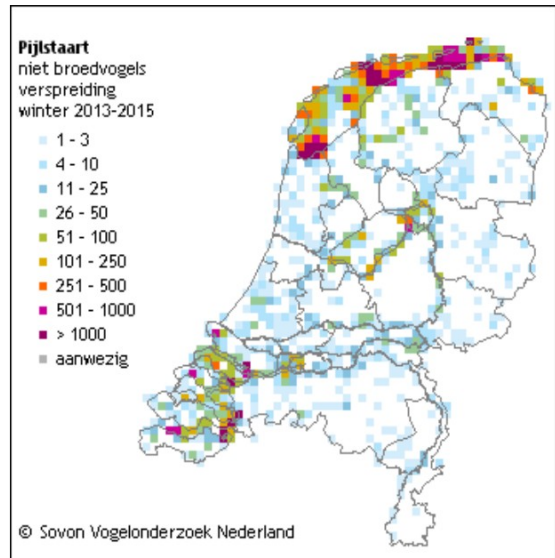 Pijlstaart
niet broedvogels
verspreiding
winter 2013-2015
1 - 3
4 - 10
11 - 25
26 - 50
51 - 100
101 - 250
251 - 500
501 - 1000
> 1000
aanwezig
© Sovon Vogelonderzoek Nederland